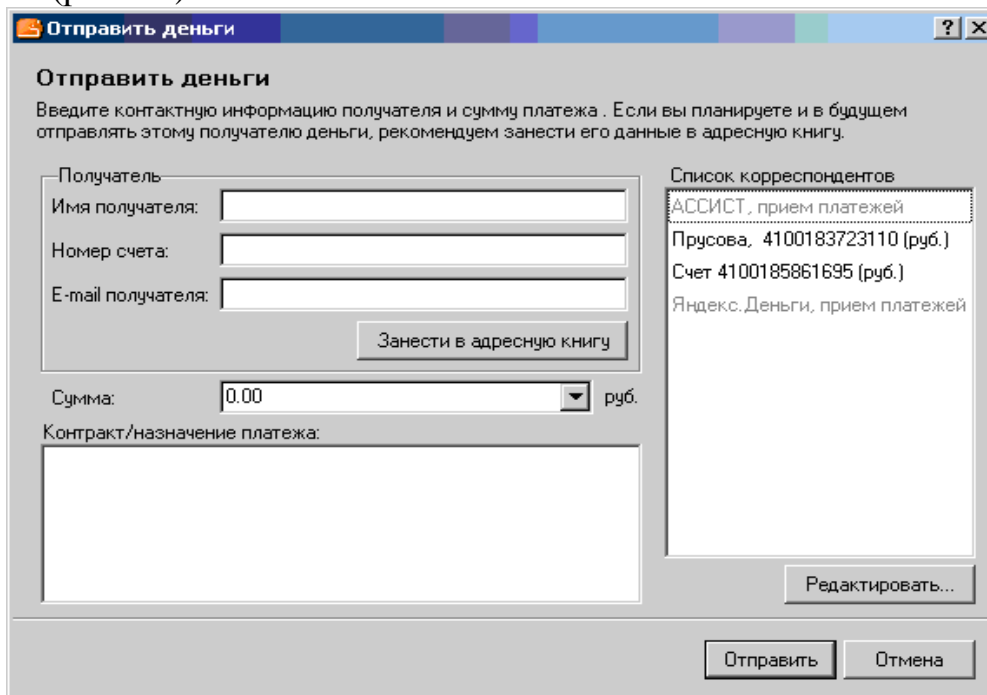 Отправить деньги
Отправить деньги
Введите контактную информацию получателя и сумму платежа . Если вы планируете и в будущем
отправлять этому получателю деньги, рекомендуем занести его данные в адресную книгу.
Получатель
Имя получателя:
Номер счета:
E-mail получателя:
Занести в адресную книгу
Сумма:
0.00
руб.
Контракт/назначение платежа:
Список корреспондентов
АССИСТ, прием платежей
Прусова, 4100183723110 (руб.)
Счет 4100185861695 (руб.)
Яндекс.Деньги, прием платежей
Редактировать...
Отправить
Отмена